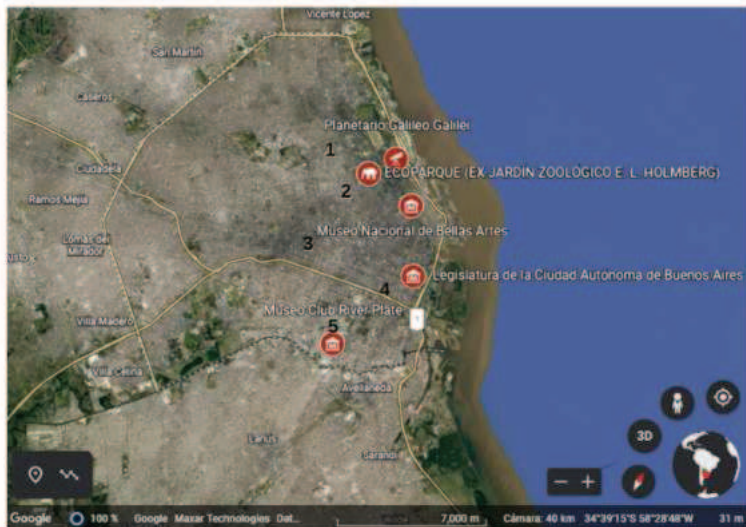 Vicente López
San Martín
Caseros
Planetario Galileo Galilei
1
ECOPARQUE (EX JARDÍN ZOOLÓGICO E. L. HOLMBERG)
Ciudadela
2
Ramos Mejía
Museo Nacional de Bellas Artes
3
Lomas del
Mirador
usto
Legislatura de la Ciudad Autónoma de Buenos Aires
4
Museo Club River Plate
1
Villa Madero
5
Villa Celina
Avellaneda
Lanús
Sarandí
3D
Google 100 % Google Maxar Technologies Dat... 7,000 m Cámara: 40 km 34°39'15"S 58°28'48"W 31 m